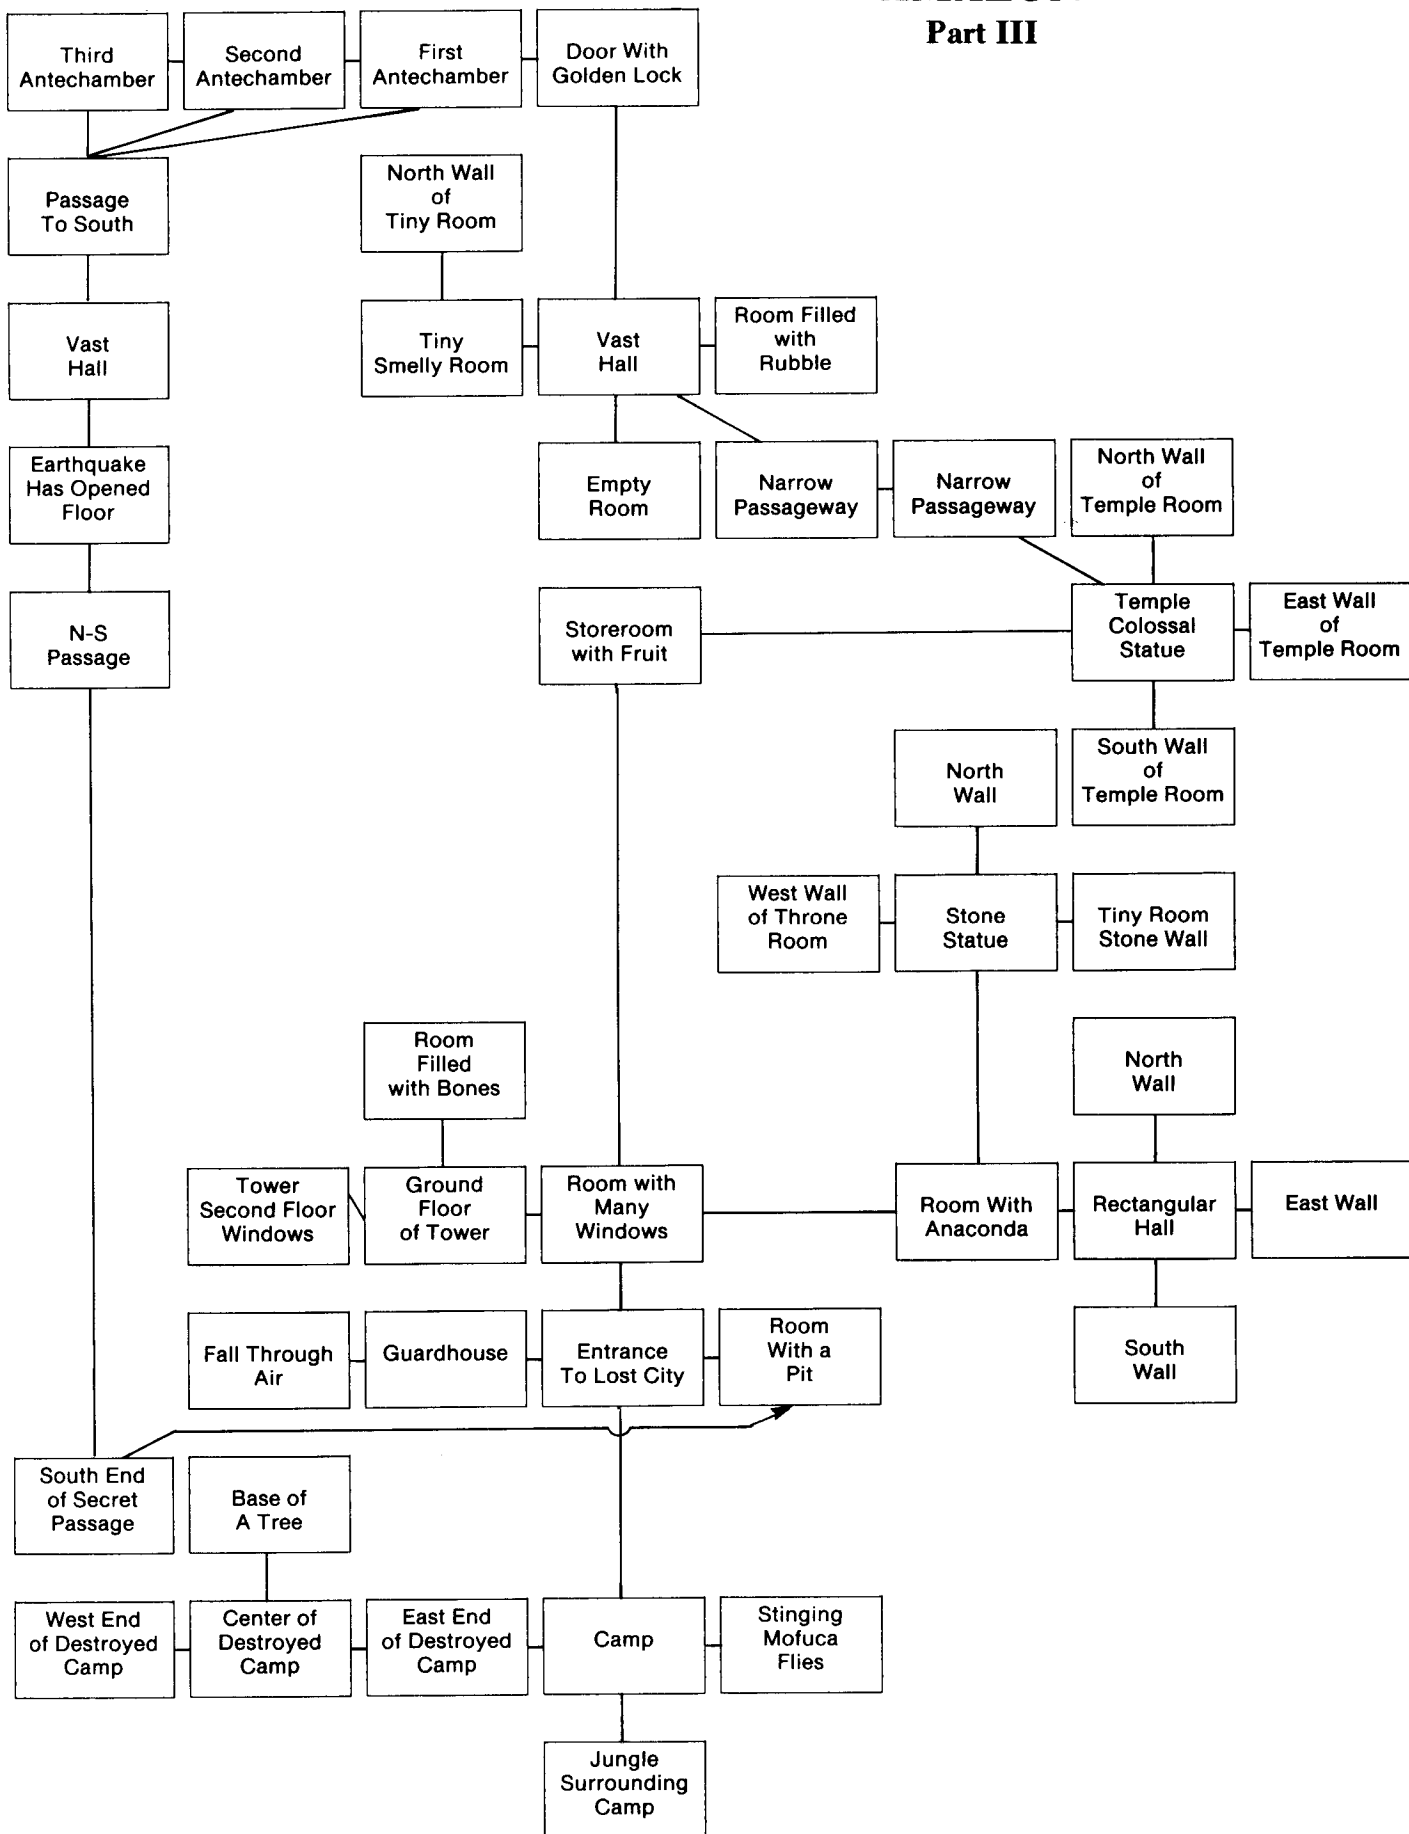 Part III
Third
Antechamber
Second
Antechamber
First
Antechamber
Door With
Golden Lock
Passage
To South
North Wall
of
Tiny Room
Vast
Hall
Tiny
Smelly Room
Vast
Hall
Room Filled
with
Rubble
Earthquake
Has Opened
Floor
Empty
Room
Narrow
Passageway
Narrow
Passageway
North Wall
of
Temple Room
N-S
Passage
Storeroom
with Fruit
Temple
Colossal
Statue
East Wall
of
Temple Room
North
Wall
South Wall
of
Temple Room
West Wall
of Throne
Room
Stone
Statue
Tiny Room
Stone Wall
Room
Filled
with Bones
North
Wall
Tower
Second Floor
Windows
Ground
Floor
of Tower
Room with
Many
Windows
Room With
Anaconda
Rectangular
Hall
East Wall
Fall Through
Air
Guardhouse
Entrance
To Lost City
Room
With a
Pit
South
Wall
South End
of Secret
Passage
Base of
A Tree
West End
of Destroyed
Camp
Center of
Destroyed
Camp
East End
of Destroyed
Camp
Camp
Stinging
Mofuca
Flies
Jungle
Surrounding
Camp